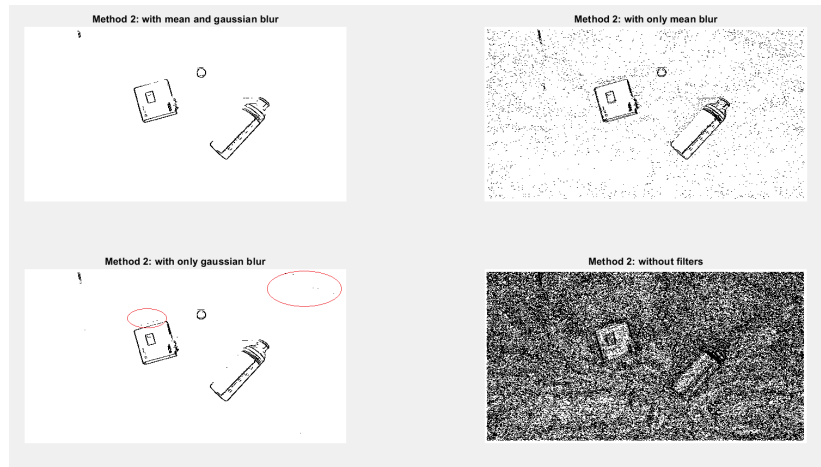 Method 2: with mean and gaussian blur
Method 2: with only mean blur
Method 2: with only gaussian blur
Method 2: without filters